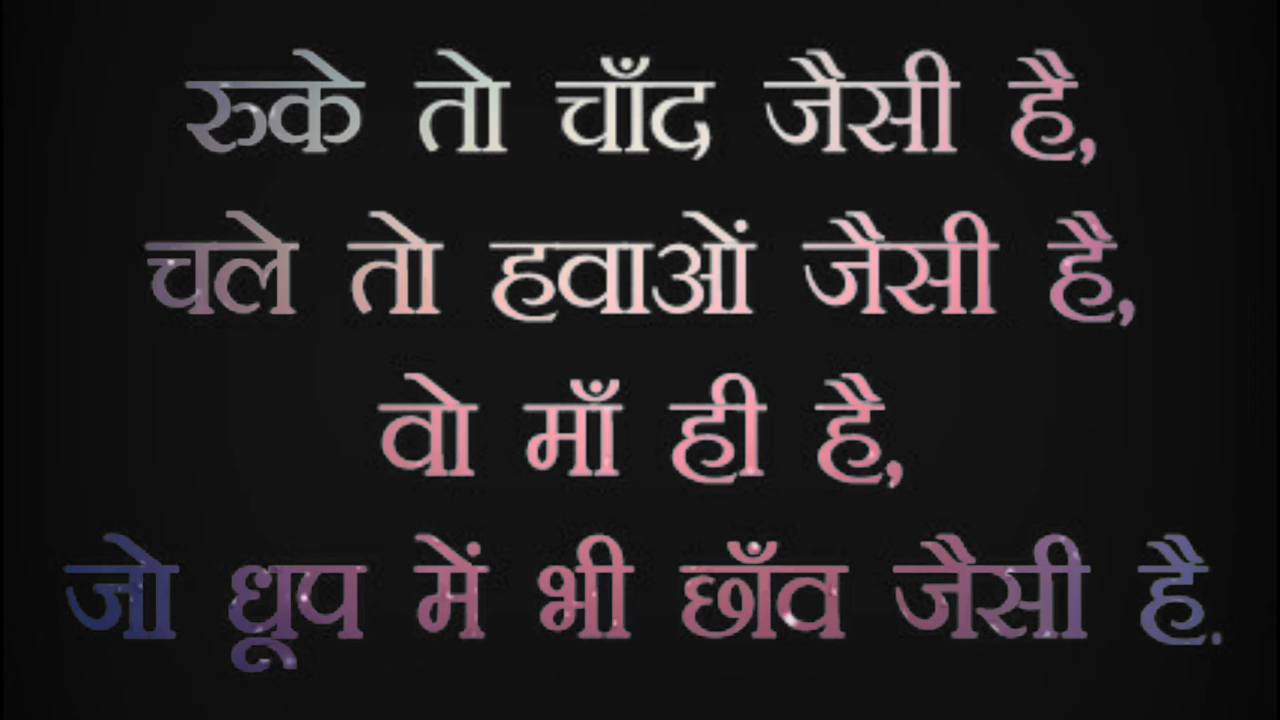 रुके तो चाँद जैसी है,
चले तो हवाओं जैसी है,
वो माँ ही है,
जो धूप में भी छाँव जैसी है.